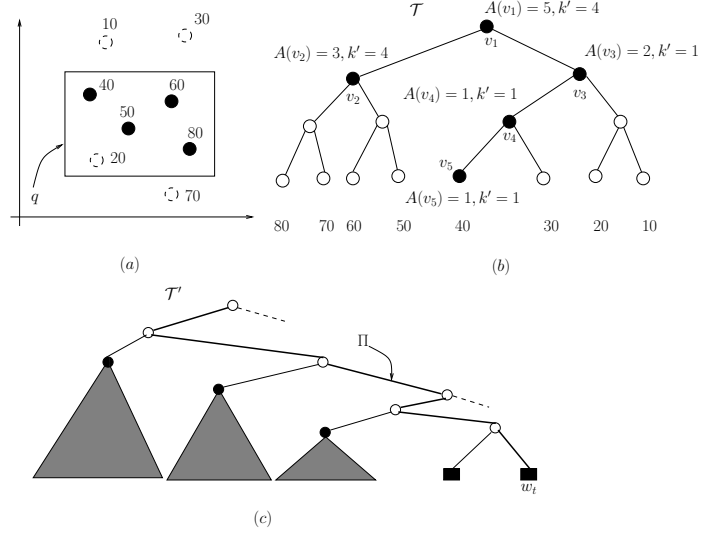 10
30
40
60
50
80
20
70
q
(a)
𝒯
A(v₁) = 5, k′ = 4
v₁
A(v₂) = 3, k′ = 4
A(v₃) = 2, k′ = 1
v₂
v₃
A(v₄) = 1, k′ = 1
v₄
v₅
A(v₅) = 1, k′ = 1
80 70 60 50 40 30 20 10
(b)
𝒯′
Π
wₜ
(c)